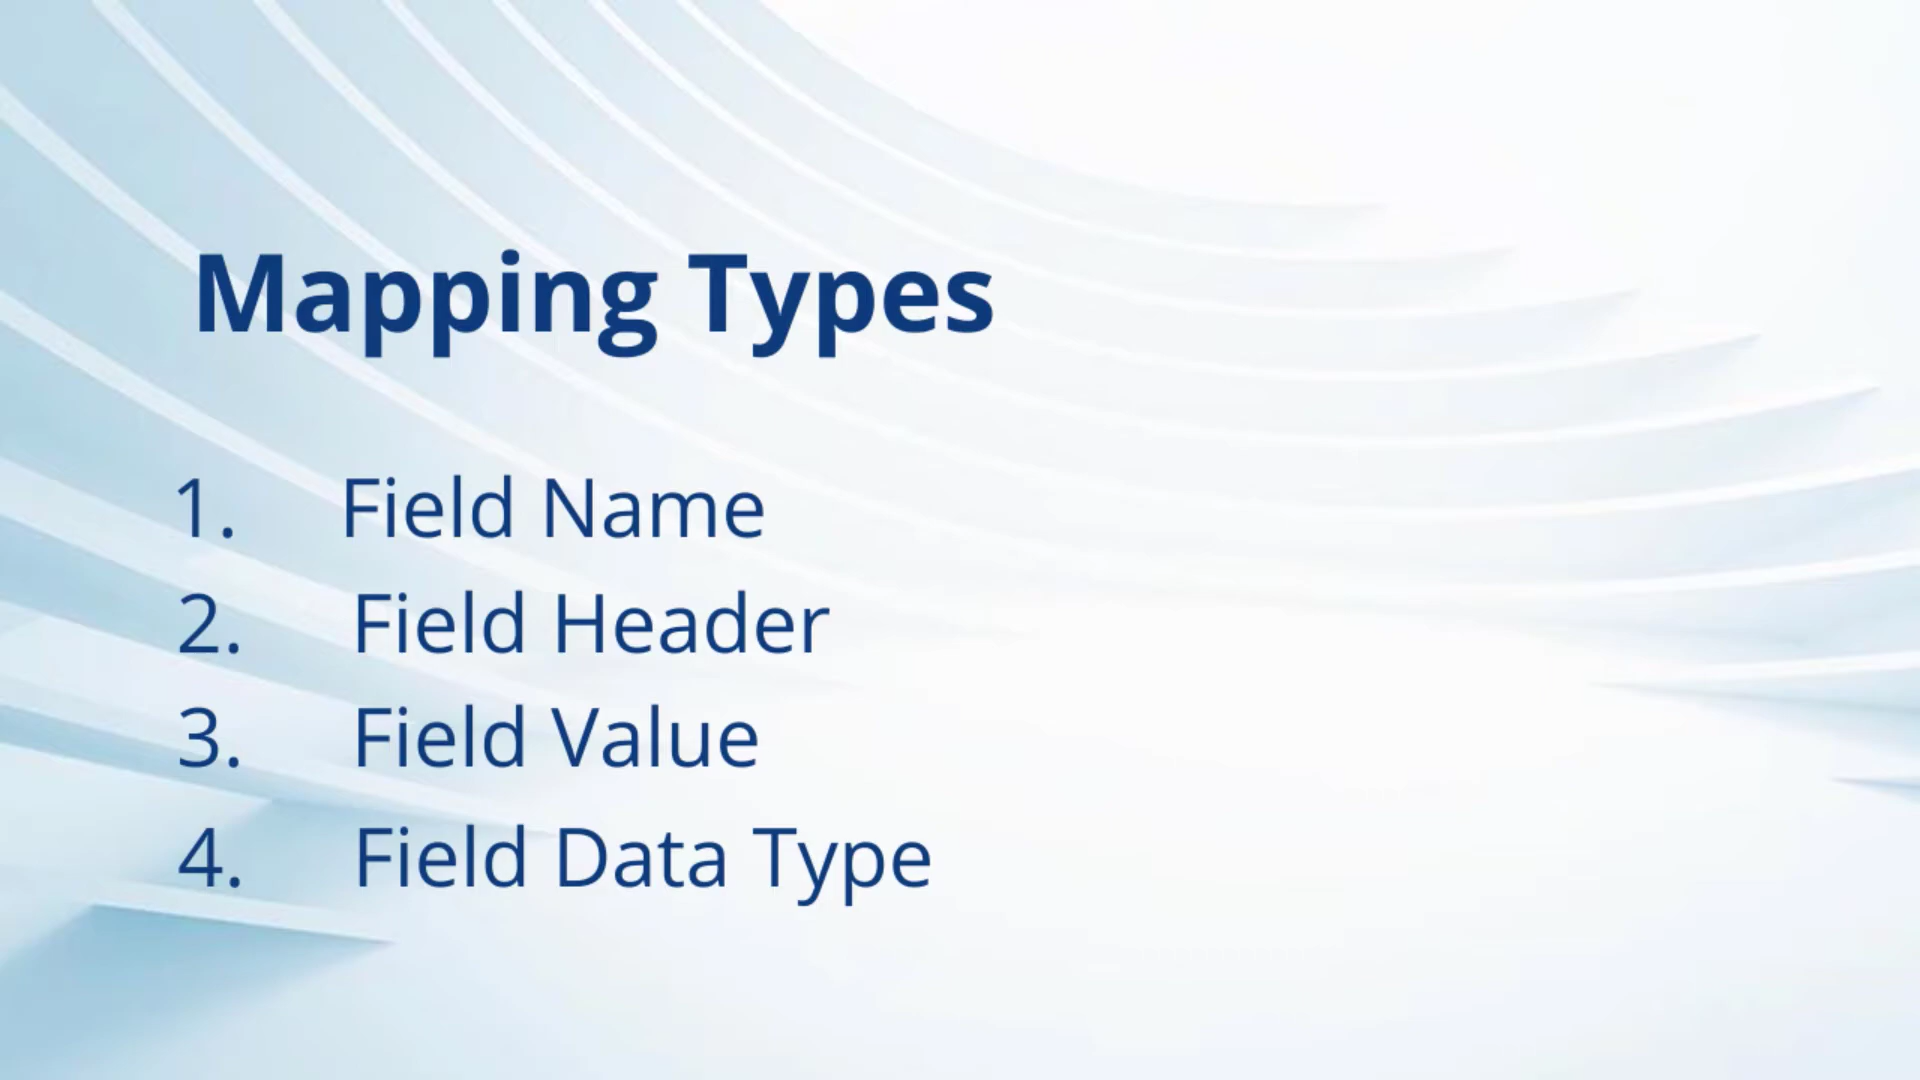 Mapping Types
1. Field Name
2. Field Header
3. Field Value
4. Field Data Type